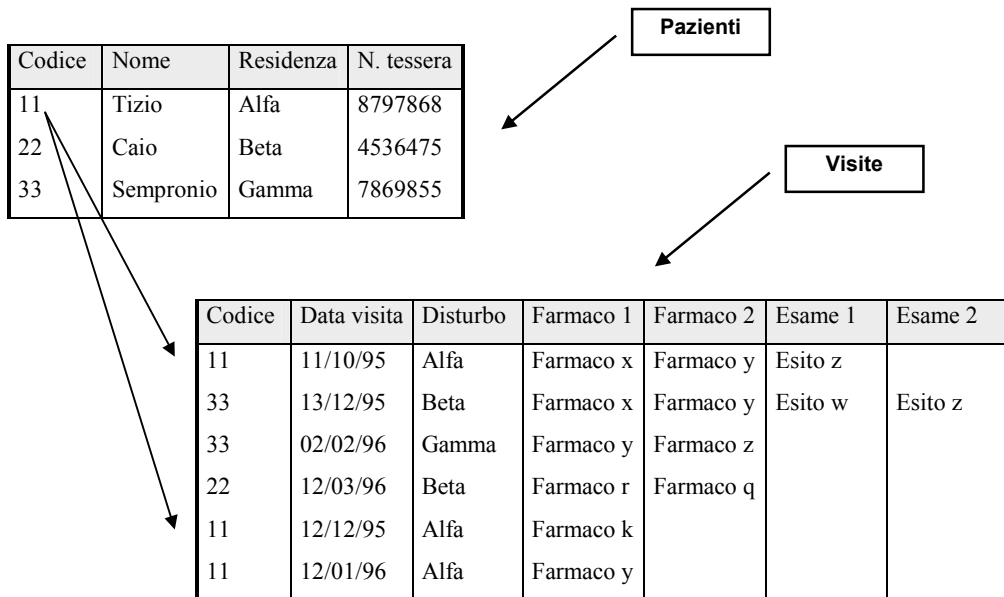 Pazienti
Codice Nome Residenza N. tessera
11 Tizio Alfa 8797868
22 Caio Beta 4536475
33 Sempronio Gamma 7869855
Visite
Codice Data visita Disturbo Farmaco 1 Farmaco 2 Esame 1 Esame 2
11 11/10/95 Alfa Farmaco x Farmaco y Esito z
33 13/12/95 Beta Farmaco x Farmaco y Esito w Esito z
33 02/02/96 Gamma Farmaco y Farmaco z
22 12/03/96 Beta Farmaco r Farmaco q
11 12/12/95 Alfa Farmaco k
11 12/01/96 Alfa Farmaco y